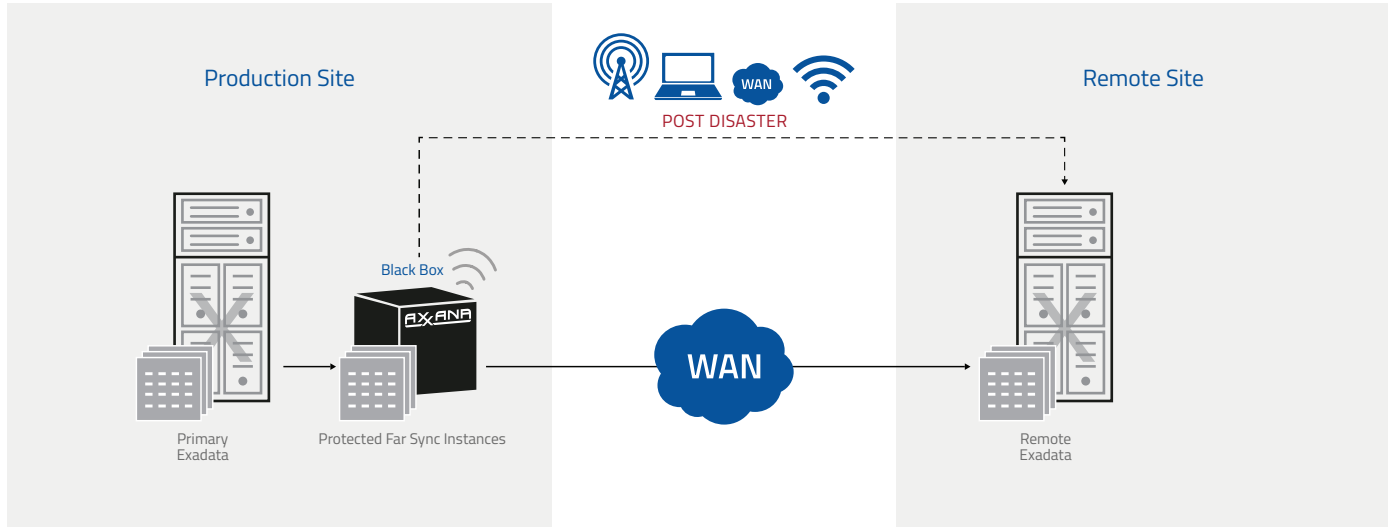 Production Site
WAN
Remote Site
POST DISASTER
Black Box
AXXANA
WAN
Primary
Exadata
Protected Far Sync Instances
Remote
Exadata